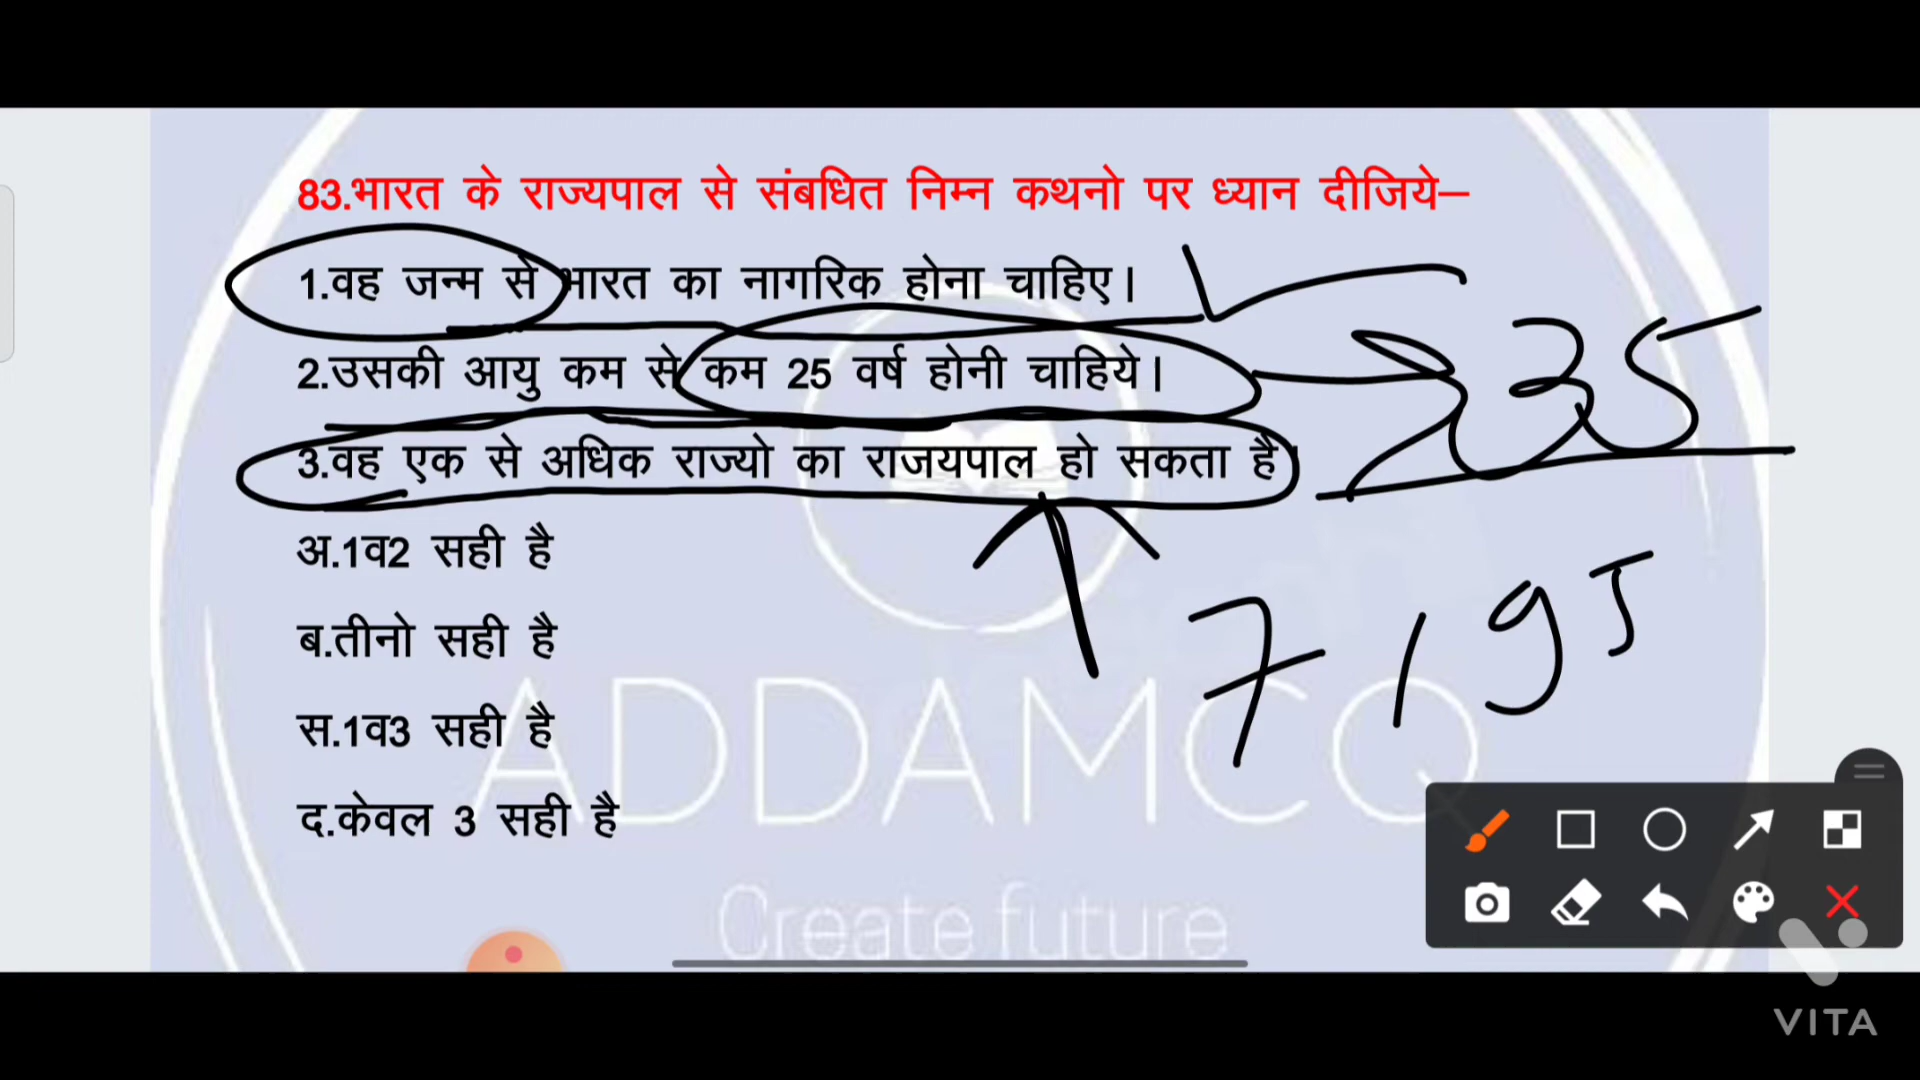 83.भारत के राज्यपाल से संबधित निम्न कथनो पर ध्यान दीजिये–
1.वह जन्म से भारत का नागरिक होना चाहिए।
2.उसकी आयु कम से कम 25 वर्ष होनी चाहिये।
35
3.वह एक से अधिक राज्यो का राजयपाल हो सकता है।
अ.1व2 सही है
ब.तीनो सही है
7
स.1व3 सही है
द.केवल 3 सही है
ADDAMCQ
Create future
VITA